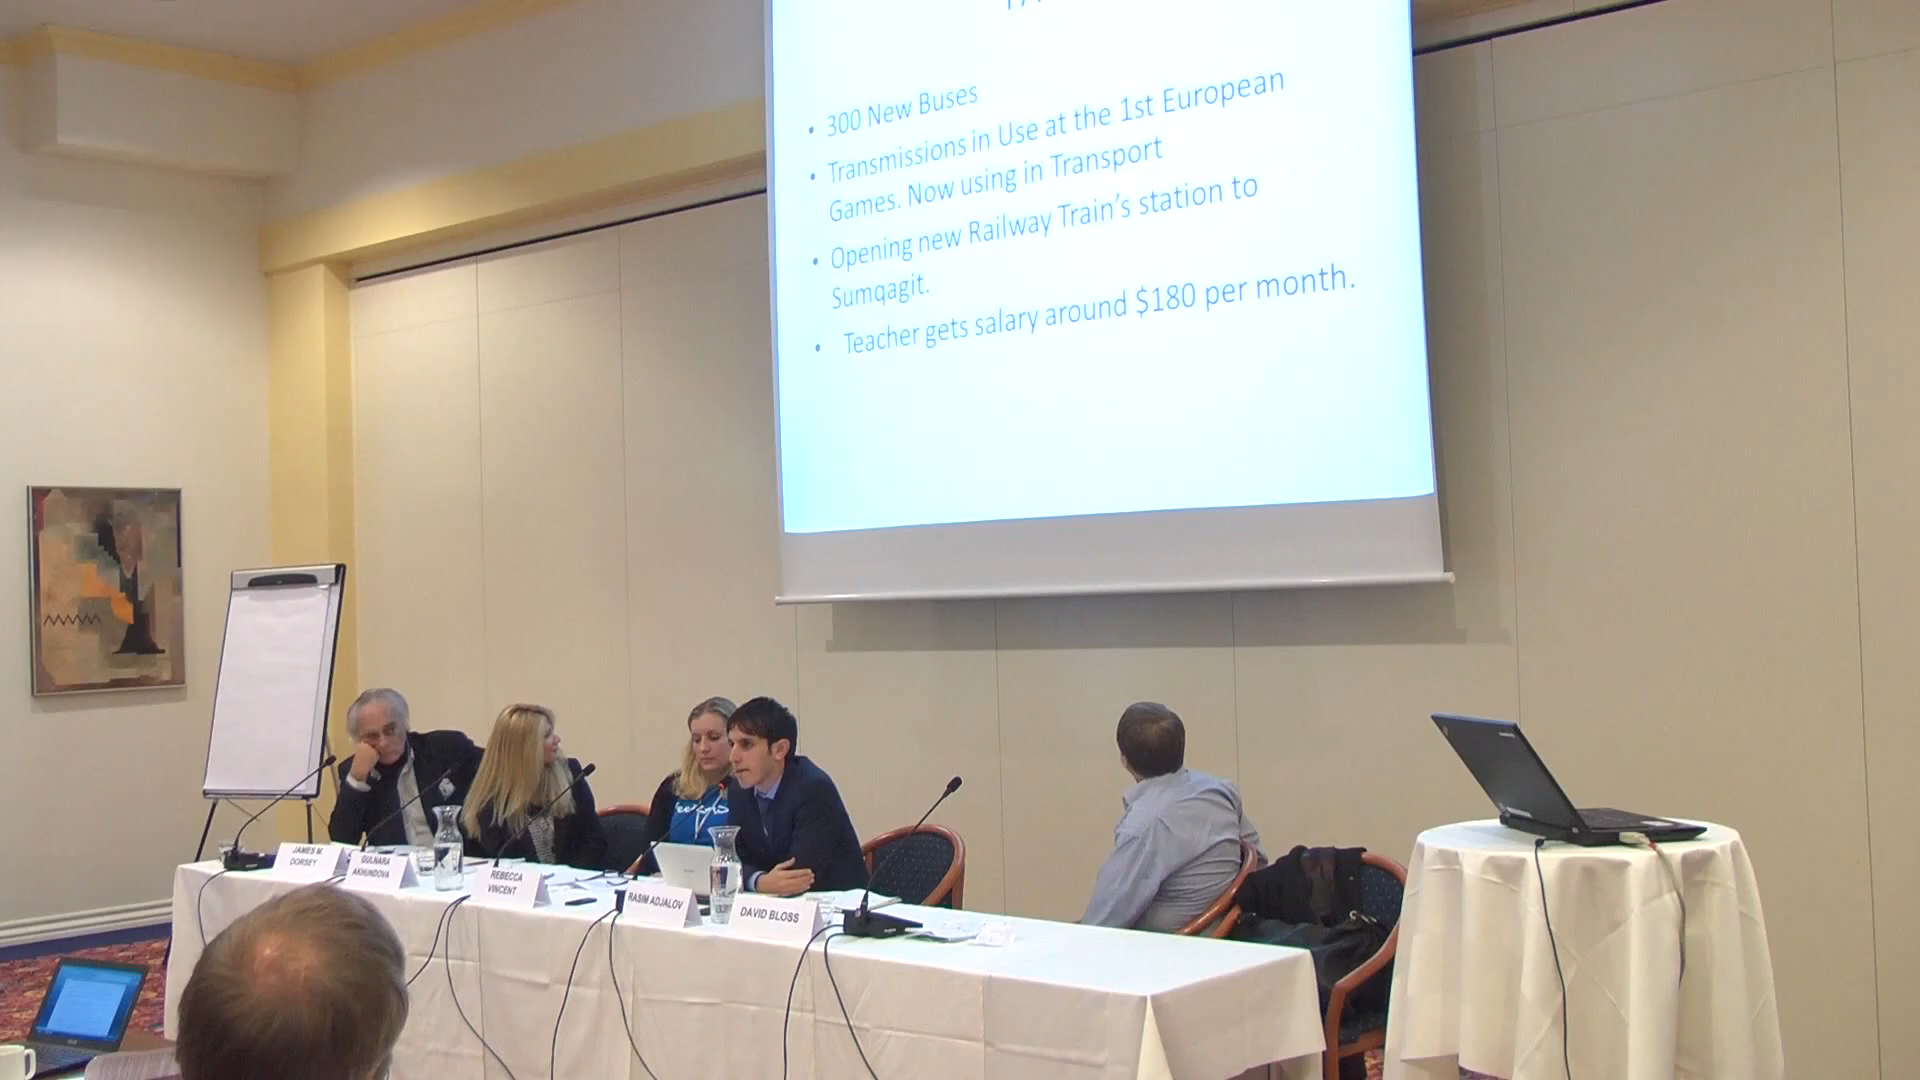 300 New Buses
Transmissions in Use at the 1st European
Games. Now using in Transport
Opening new Railway Train's station to
Sumqagit.
Teacher gets salary around $180 per month.
JAMES M.
DORSEY
GULNARA
AKHUNDOVA
REBECCA
VINCENT
RASIM ADJALOV
DAVID BLOSS